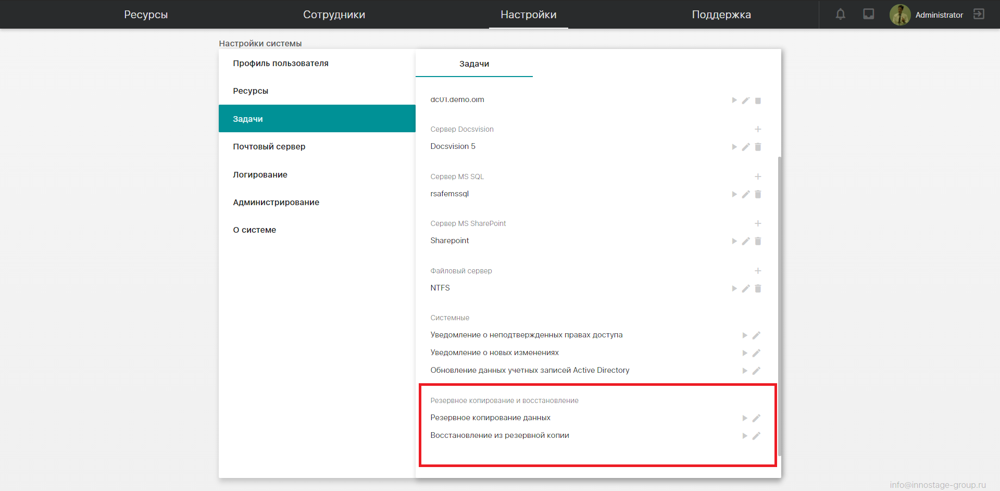 Ресурсы
Сотрудники
Настройки
Поддержка
Administrator
Настройки системы
Профиль пользователя
Ресурсы
Задачи
Почтовый сервер
Логирование
Администрирование
О системе
Задачи
dc01.demo.olm
Сервер Docsvision
Docsvision 5
Сервер MS SQL
rsafemssql
Сервер MS SharePoint
Sharepoint
Файловый сервер
NTFS
Системные
Уведомление о неподтвержденных правах доступа
Уведомление о новых изменениях
Обновление данных учетных записей Active Directory
Резервное копирование и восстановление
Резервное копирование данных
Восстановление из резервной копии
info@innostage-group.ru